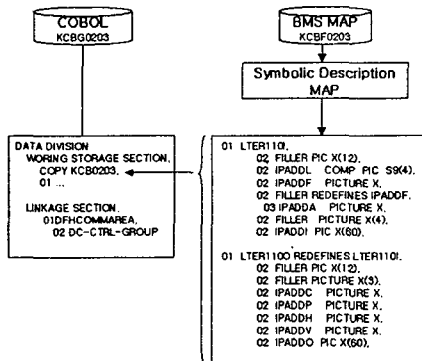 COBOL
KCBG0203
BMS MAP
KCBF0203
Symbolic Description
MAP
DATA DIVISION
WORING STORAGE SECTION.
COPY KCB0203.
01 ...
LINKAGE SECTION.
01DFHCOMMAREA,
02 DC-CTRL-GROUP
01 LTER110I.
02 FILLER PIC X(12).
02 IPADDL COMP PIC S9(4).
02 IPADDF PICTURE X.
02 FILLER REDEFINES IPADDF.
03 IPADDA PICTURE X.
02 FILLER PICTURE X(4).
02 IPADDI PIC X(60).
01 LTER110O REDEFINES LTER110I.
02 FILLER PIC X(12).
02 FILLER PICTURE X(3).
02 IPADDC PICTURE X.
02 IPADDP PICTURE X.
02 IPADDH PICTURE X.
02 IPADDV PICTURE X.
02 IPADDO PIC X(60).